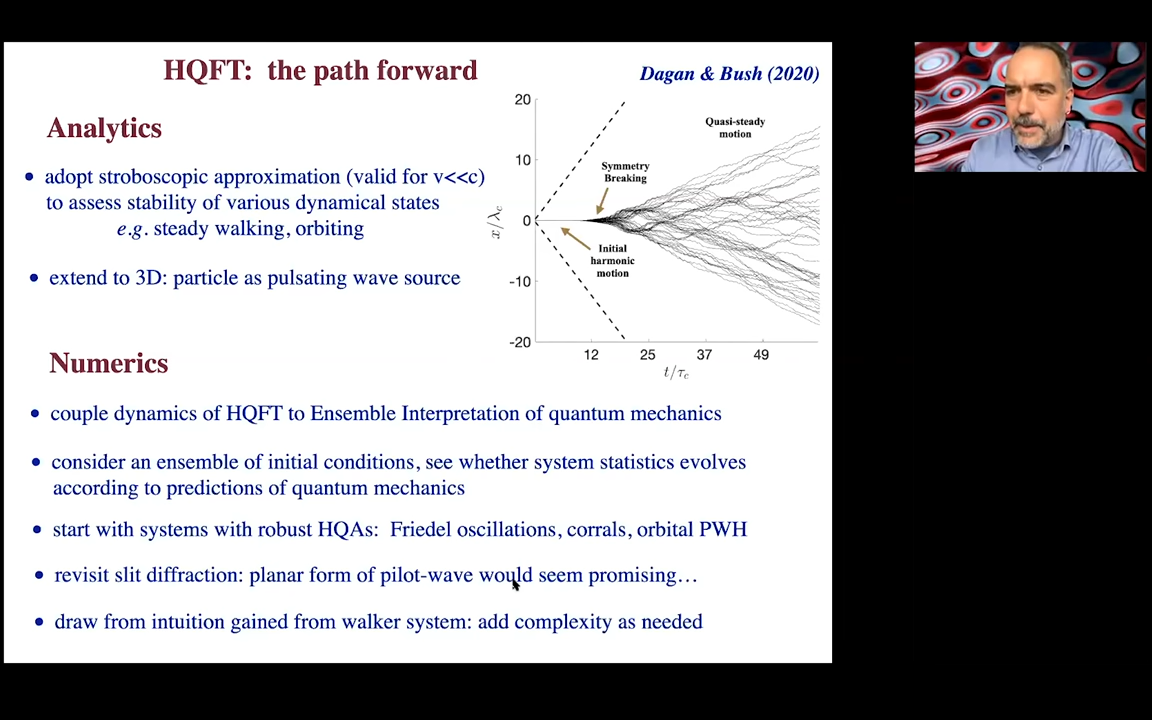 HQFT: the path forward
Dagan & Bush (2020)
Analytics
• adopt stroboscopic approximation (valid for v<<c)
to assess stability of various dynamical states
e.g. steady walking, orbiting
• extend to 3D: particle as pulsating wave source
20
10
0
-10
-20
x/λc
12
25
37
49
t/τc
Quasi-steady
motion
Symmetry
Breaking
Initial
harmonic
motion
Numerics
• couple dynamics of HQFT to Ensemble Interpretation of quantum mechanics
• consider an ensemble of initial conditions, see whether system statistics evolves
according to predictions of quantum mechanics
• start with systems with robust HQAs: Friedel oscillations, corrals, orbital PWH
• revisit slit diffraction: planar form of pilot-wave would seem promising…
• draw from intuition gained from walker system: add complexity as needed